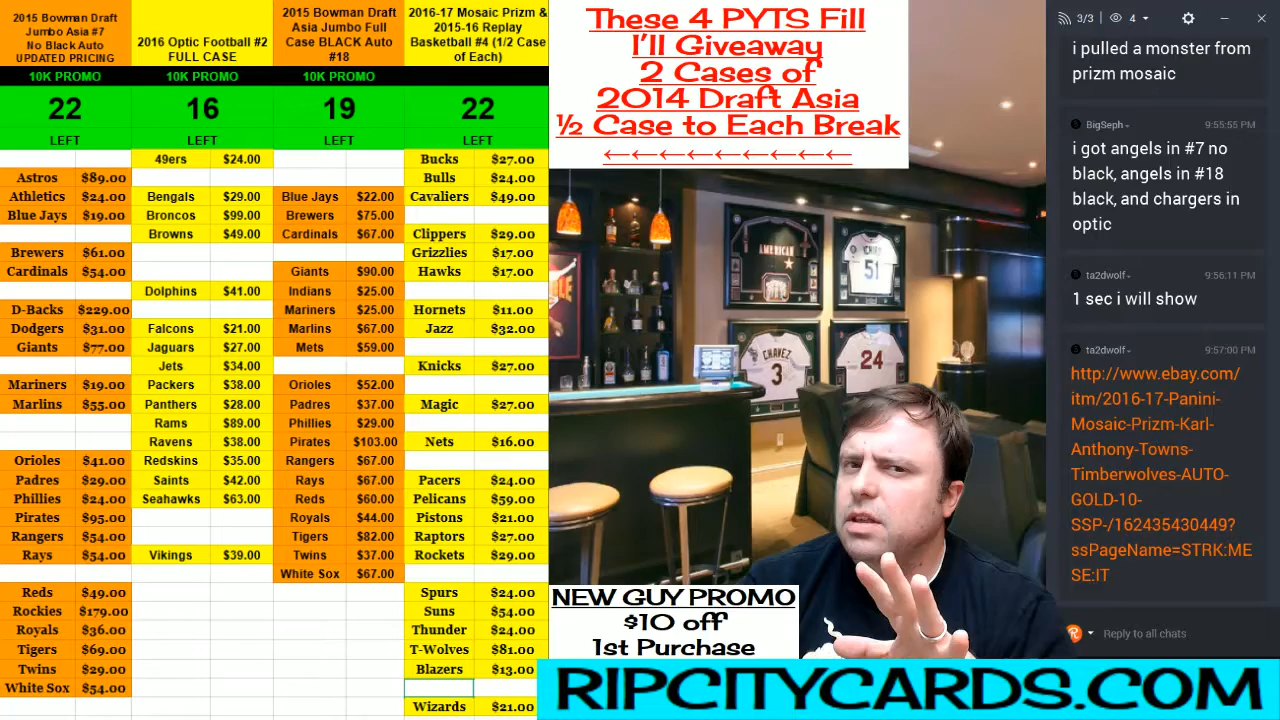 2015 Bowman Draft
Jumbo Asia #7
No Black Auto
UPDATED PRICING
10K PROMO
22
LEFT
Astros $89.00
Athletics $24.00
Blue Jays $19.00
Brewers $61.00
Cardinals $54.00
D-Backs $229.00
Dodgers $31.00
Giants $77.00
Mariners $19.00
Marlins $55.00
Orioles $41.00
Padres $29.00
Phillies $24.00
Pirates $95.00
Rangers $54.00
Rays $54.00
Reds $49.00
Rockies $179.00
Royals $36.00
Tigers $69.00
Twins $29.00
White Sox $54.00
2016 Optic Football #2
FULL CASE
10K PROMO
16
LEFT
49ers $24.00
Bengals $29.00
Broncos $99.00
Browns $49.00
Dolphins $41.00
Falcons $21.00
Jaguars $27.00
Jets $34.00
Packers $38.00
Panthers $28.00
Rams $89.00
Ravens $38.00
Redskins $35.00
Saints $42.00
Seahawks $63.00
Vikings $39.00
2015 Bowman Draft
Asia Jumbo Full
Case BLACK Auto
#18
10K PROMO
19
LEFT
Blue Jays $22.00
Brewers $75.00
Cardinals $67.00
Giants $90.00
Indians $25.00
Mariners $25.00
Marlins $67.00
Mets $59.00
Orioles $52.00
Padres $37.00
Phillies $29.00
Pirates $103.00
Rangers $67.00
Rays $67.00
Reds $60.00
Royals $44.00
Tigers $82.00
Twins $37.00
White Sox $67.00
2016-17 Mosaic Prizm &
2015-16 Replay
Basketball #4 (1/2 Case
of Each)
22
LEFT
Bucks $27.00
Bulls $24.00
Cavaliers $49.00
Clippers $29.00
Grizzlies $17.00
Hawks $17.00
Hornets $11.00
Jazz $32.00
Knicks $27.00
Magic $27.00
Nets $16.00
Pacers $24.00
Pelicans $59.00
Pistons $21.00
Raptors $27.00
Rockets $29.00
Spurs $24.00
Suns $54.00
Thunder $24.00
T-Wolves $81.00
Blazers $13.00
Wizards $21.00
These 4 PYTS Fill
I'll Giveaway
2 Cases of
2014 Draft Asia
½ Case to Each Break
←←←←←←←←←
AMERICAN
51
CHAVEZ
3
24
NEW GUY PROMO
$10 off
1st Purchase
RIPCITYCARDS.COM
3/3 4
i pulled a monster from
prizm mosaic
BigSeph 9:55:55 PM
i got angels in #7 no
black, angels in #18
black, and chargers in
optic
ta2dwolf 9:56:11 PM
1 sec i will show
ta2dwolf 9:57:00 PM
http://www.ebay.com/
itm/2016-17-Panini-
Mosaic-Prizm-Karl-
Anthony-Towns-
Timberwolves-AUTO-
GOLD-10-
SSP-/162435430449?
ssPageName=STRK:ME
SE:IT
Reply to all chats